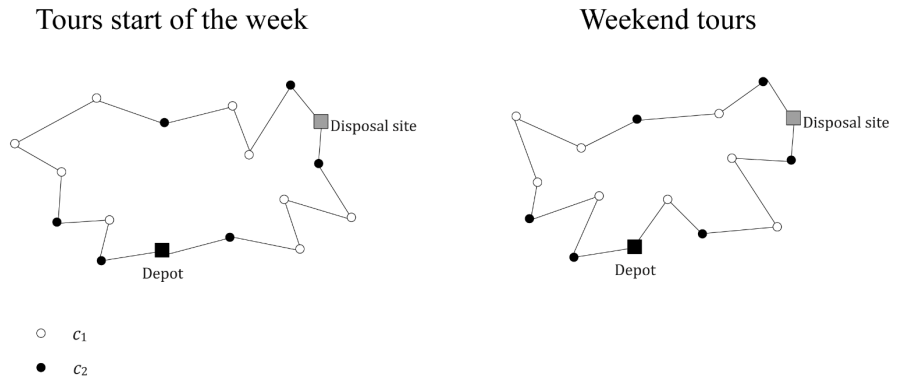 Tours start of the week
Weekend tours
Disposal site
Disposal site
Depot
Depot
c₁
c₂